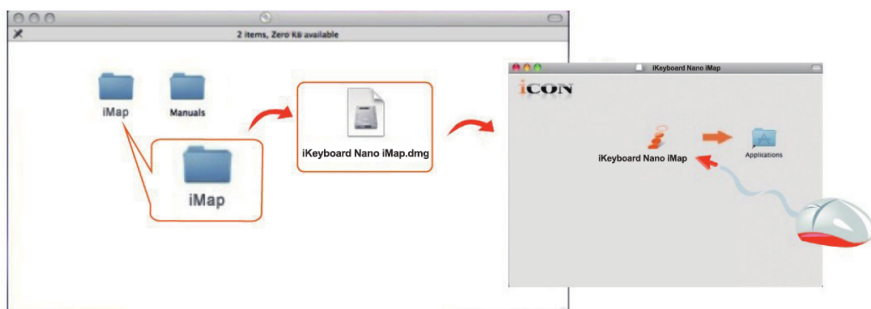 2 items, Zero KB available
iMap
Manuals
iMap
iKeyboard Nano iMap.dmg
iKeyboard Nano iMap
iCON
iKeyboard Nano iMap
Applications